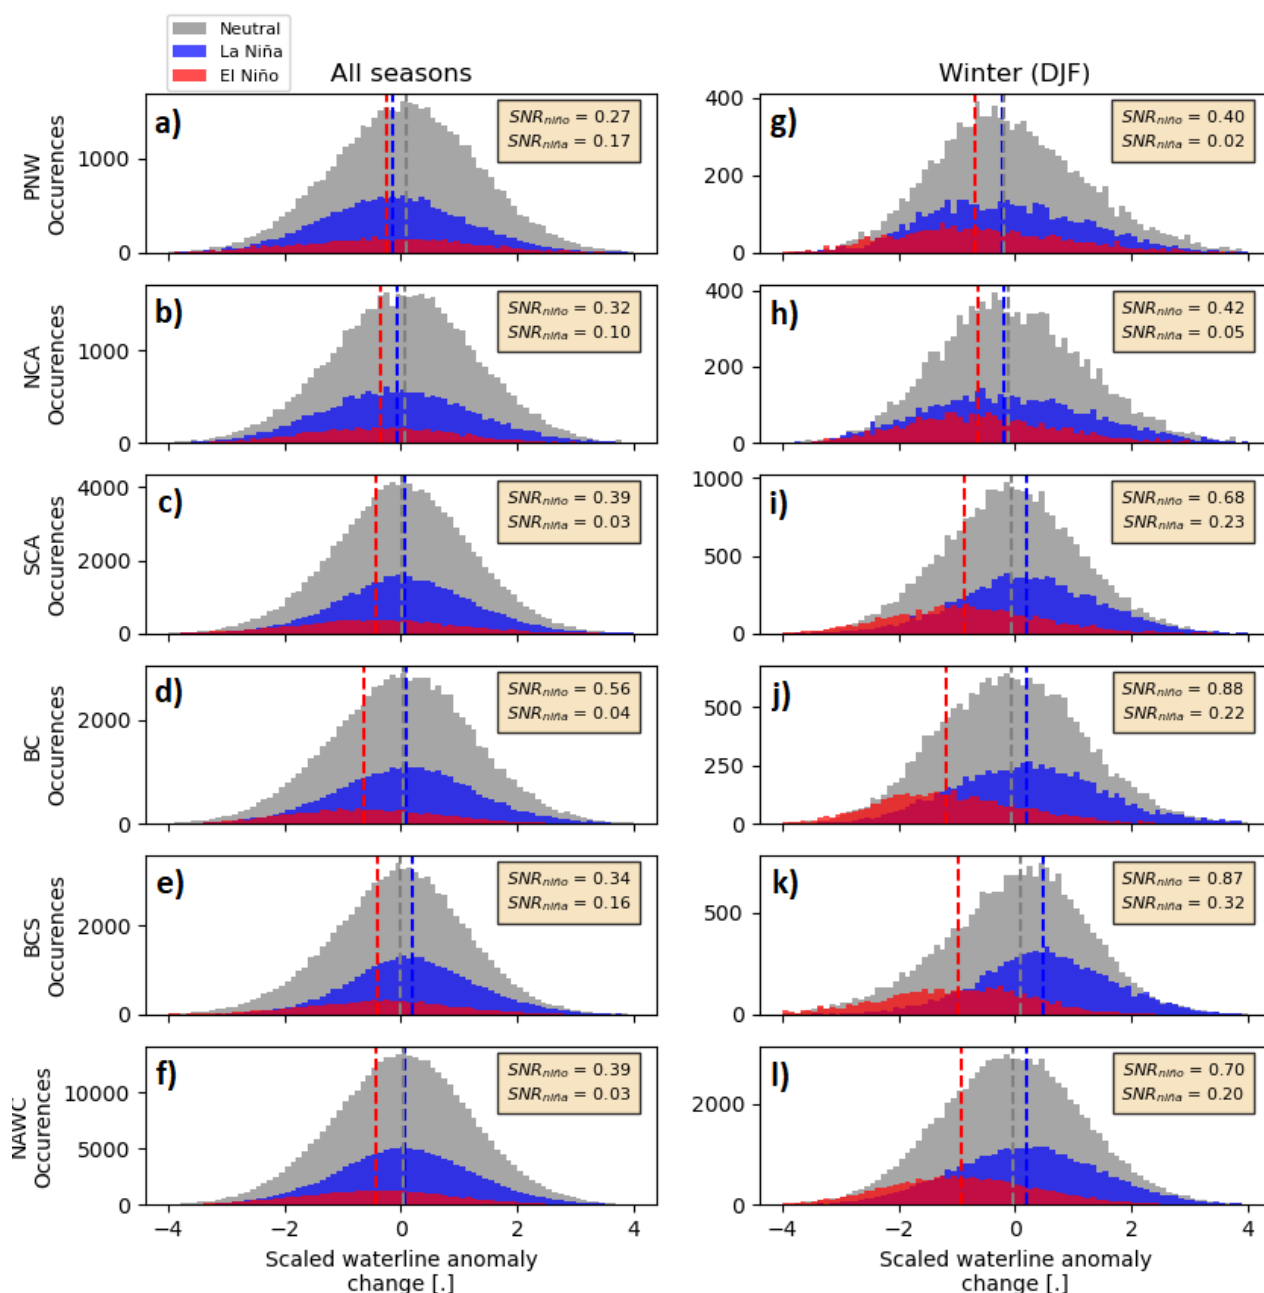 Neutral
La Niña
El Niño
All seasons
Winter (DJF)
PNW
Occurences
1000
0
a)
SNRniño = 0.27
SNRniña = 0.17
400
200
0
g)
SNRniño = 0.40
SNRniña = 0.02
−4
−2
0
2
4
NCA
Occurences
1000
0
b)
SNRniño = 0.32
SNRniña = 0.10
400
200
0
h)
SNRniño = 0.42
SNRniña = 0.05
SCA
Occurences
4000
2000
0
c)
SNRniño = 0.39
SNRniña = 0.03
1000
500
0
i)
SNRniño = 0.68
SNRniña = 0.23
BC
Occurences
2000
0
d)
SNRniño = 0.56
SNRniña = 0.04
500
250
0
j)
SNRniño = 0.88
SNRniña = 0.22
BCS
Occurences
2000
0
e)
SNRniño = 0.34
SNRniña = 0.16
500
0
k)
SNRniño = 0.87
SNRniña = 0.32
NAWC
Occurences
10000
5000
0
f)
SNRniño = 0.39
SNRniña = 0.03
2000
0
l)
SNRniño = 0.70
SNRniña = 0.20
−4 −2 0 2 4
−4 −2 0 2 4
Scaled waterline anomaly
change [.]
Scaled waterline anomaly
change [.]